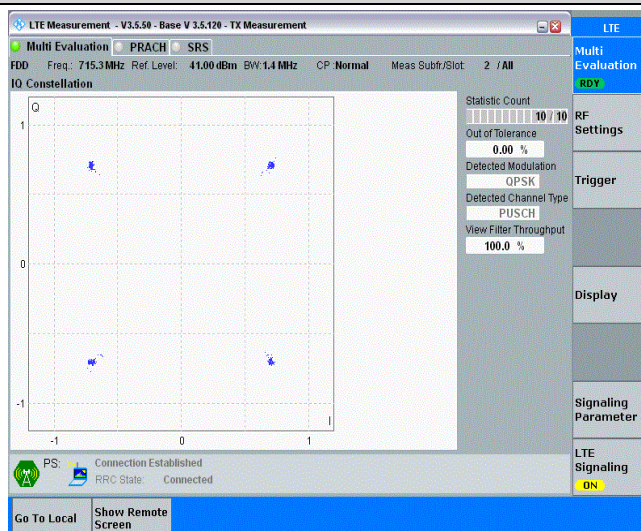 LTE Measurement - V3.5.50 - Base V 3.5.120 - TX Measurement
LTE
Multi Evaluation PRACH SRS
FDD Freq.: 715.3 MHz Ref. Level: 41.00 dBm BW: 1.4 MHz CP :Normal Meas Subfr./Slot: 2 / All
IQ Constellation
Q
1
0
-1
-1 0 1
I
Statistic Count
10 / 10
Out of Tolerance
0.00 %
Detected Modulation
QPSK
Detected Channel Type
PUSCH
View Filter Throughput
100.0 %
Multi
Evaluation
RDY
RF
Settings
Trigger
Display
Signaling
Parameter
LTE
Signaling
ON
PS: Connection Established
RRC State: Connected
Go To Local
Show Remote
Screen